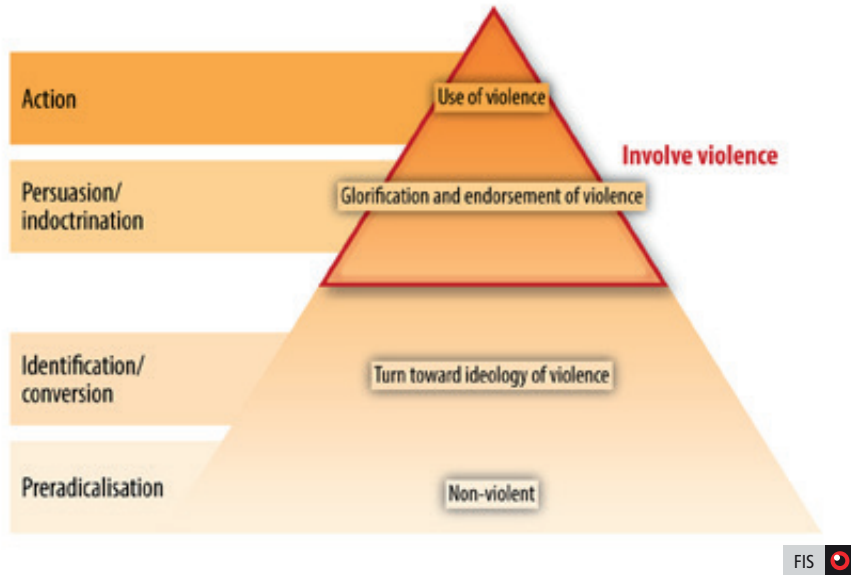 Action
Use of violence
Involve violence
Persuasion/
indoctrination
Glorification and endorsement of violence
Identification/
conversion
Turn toward ideology of violence
Preradicalisation
Non-violent
FIS